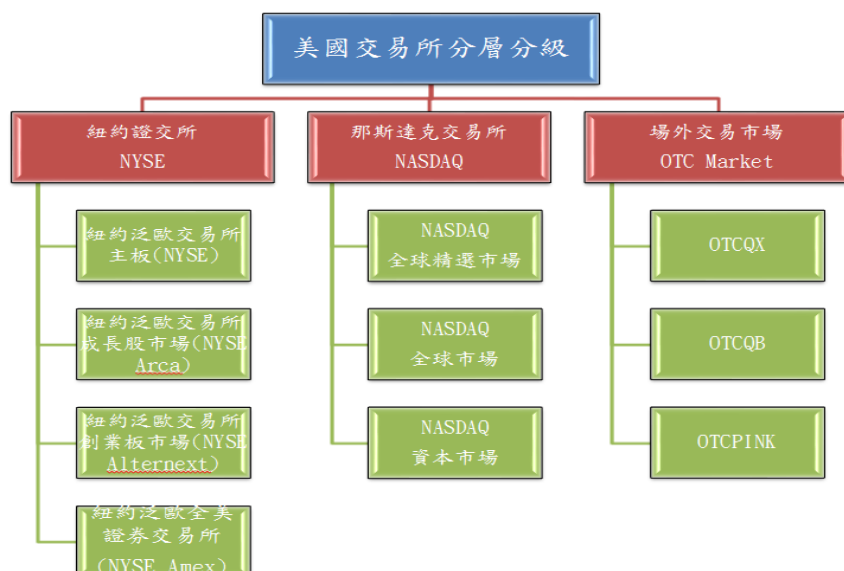 美國交易所分層分級
紐約證交所
NYSE
紐約泛歐交易所
主板(NYSE)
紐約泛歐交易所
成長股市場(NYSE
Arca)
紐約泛歐交易所
創業板市場(NYSE
Alternext)
紐約泛歐全美
證券交易所
(NYSE Amex)
那斯達克交易所
NASDAQ
NASDAQ
全球精選市場
NASDAQ
全球市場
NASDAQ
資本市場
場外交易市場
OTC Market
OTCQX
OTCQB
OTCPINK